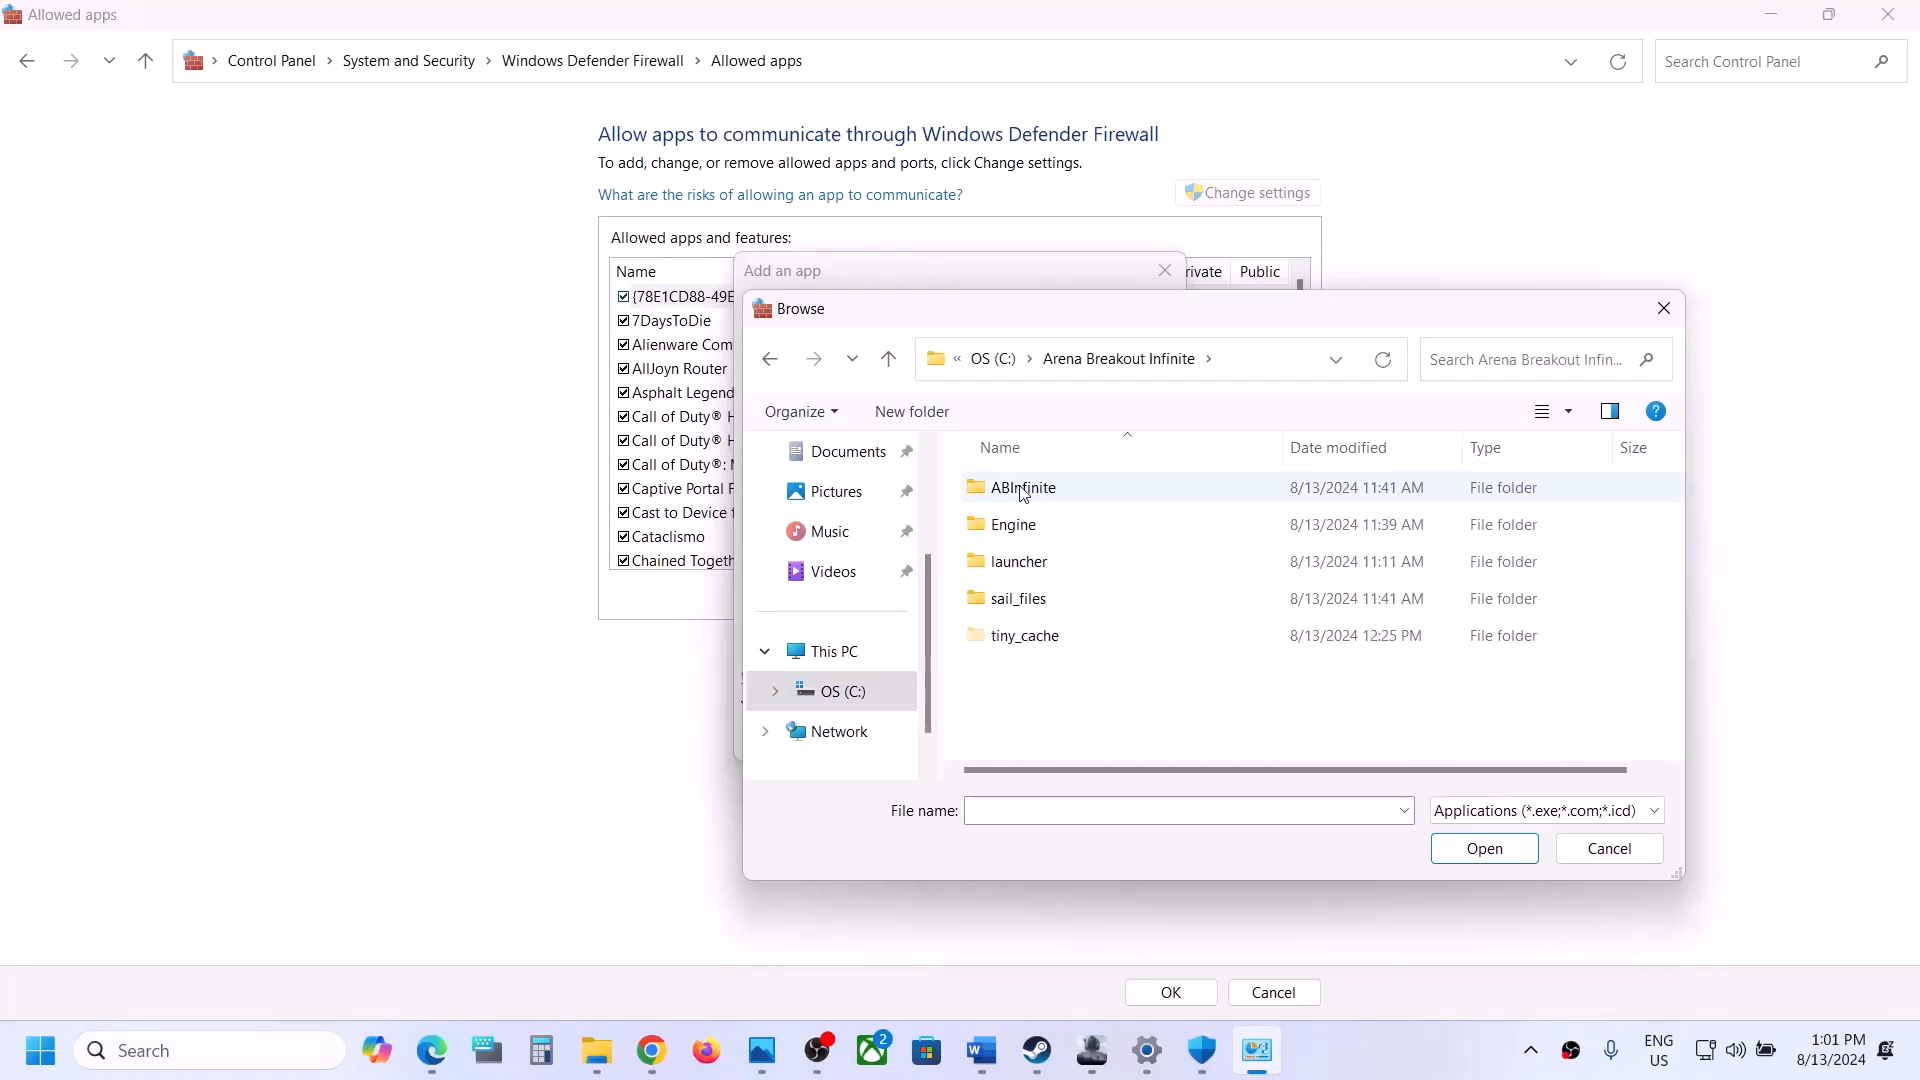 Allowed apps
Control Panel > System and Security > Windows Defender Firewall > Allowed apps
Search Control Panel
Allow apps to communicate through Windows Defender Firewall
To add, change, or remove allowed apps and ports, click Change settings.
What are the risks of allowing an app to communicate?
Change settings
Allowed apps and features:
Name
Public
{78E1CD88-49E
7DaysToDie
Alienware Com
AllJoyn Router
Asphalt Legend
Call of Duty®
Call of Duty®
Call of Duty®:
Captive Portal
Cast to Device
Cataclismo
Chained Togeth
Add an app
Browse
« OS (C:) > Arena Breakout Infinite >
Search Arena Breakout Infin...
Organize
New folder
?
Documents
Pictures
Music
Videos
This PC
OS (C:)
Network
Name Date modified Type Size
ABInfinite 8/13/2024 11:41 AM File folder
Engine 8/13/2024 11:39 AM File folder
launcher 8/13/2024 11:11 AM File folder
sail_files 8/13/2024 11:41 AM File folder
tiny_cache 8/13/2024 12:25 PM File folder
File name:
Applications (*.exe;*.com;*.icd)
Open
Cancel
OK
Cancel
Search
2
ENG
US
1:01 PM
8/13/2024